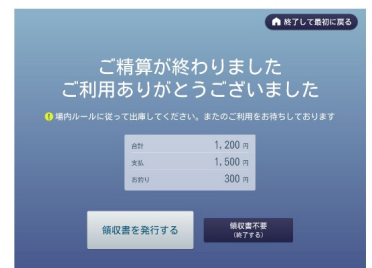 終了して最初に戻る
ご精算が終わりました
ご利用ありがとうございました
! 場内ルールに従って出庫してください。またのご利用をお待ちしております
合計 1,200 円
支払 1,500 円
お釣り 300 円
領収書を発行する
領収書不要
(終了する)